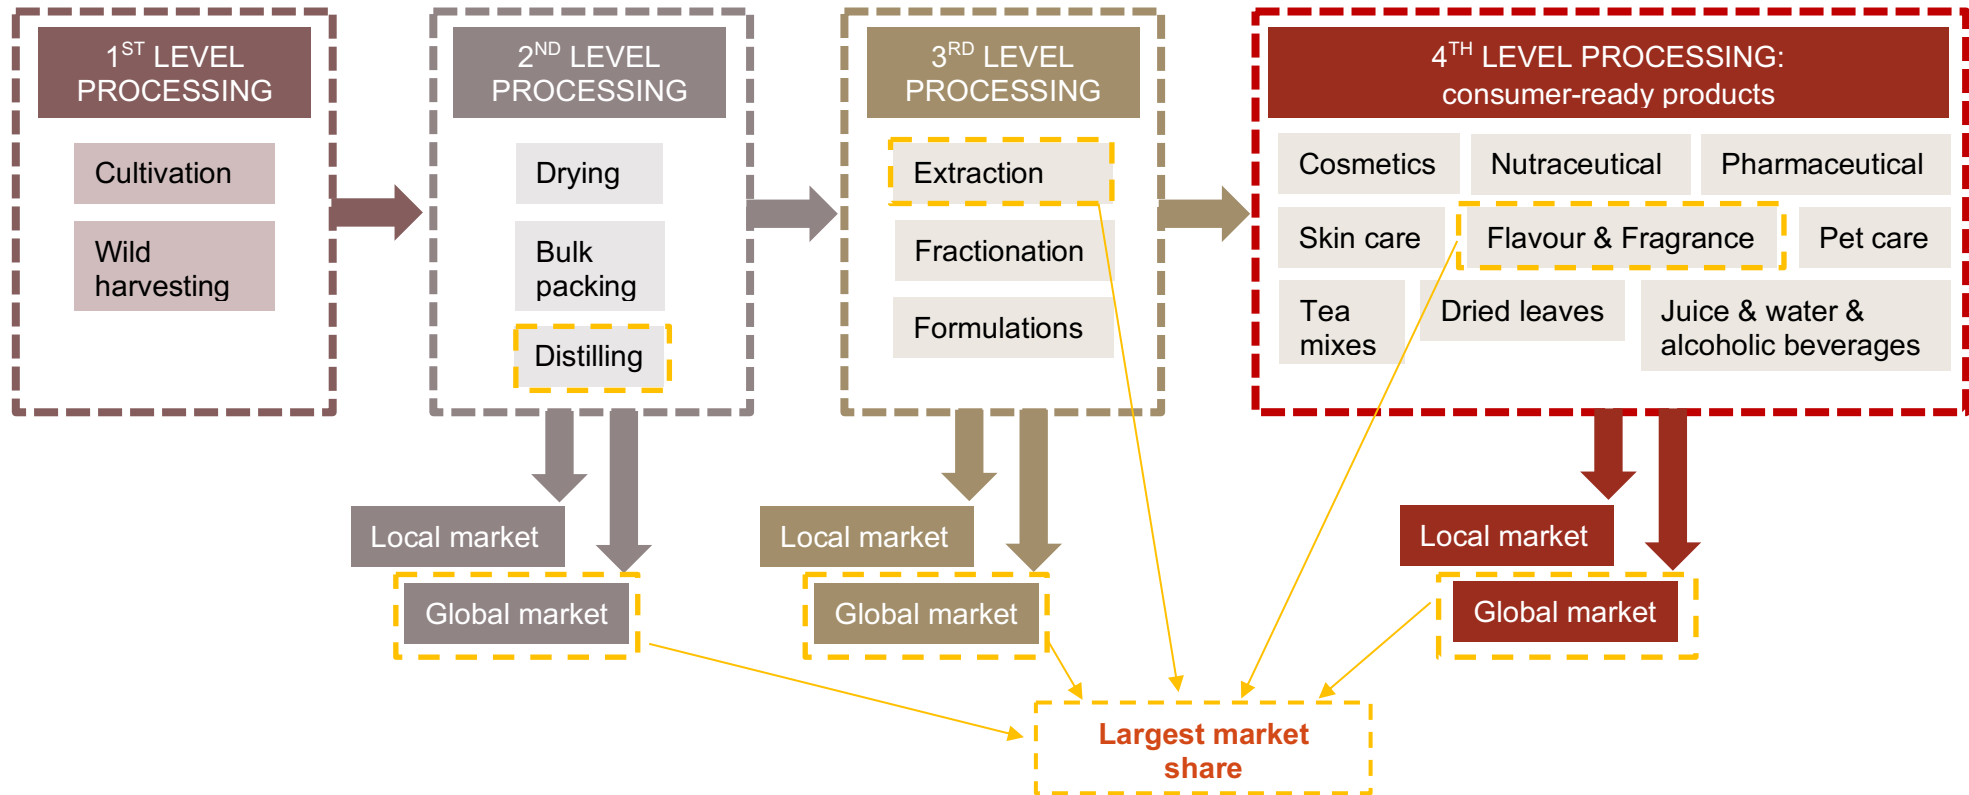 1ST LEVEL
PROCESSING
Cultivation
Wild
harvesting
2ND LEVEL
PROCESSING
Drying
Bulk
packing
Distilling
3RD LEVEL
PROCESSING
Extraction
Fractionation
Formulations
4TH LEVEL PROCESSING:
consumer-ready products
Cosmetics
Nutraceutical
Pharmaceutical
Skin care
Flavour & Fragrance
Pet care
Tea
mixes
Dried leaves
Juice & water &
alcoholic beverages
Local market
Global market
Local market
Global market
Local market
Global market
Largest market
share